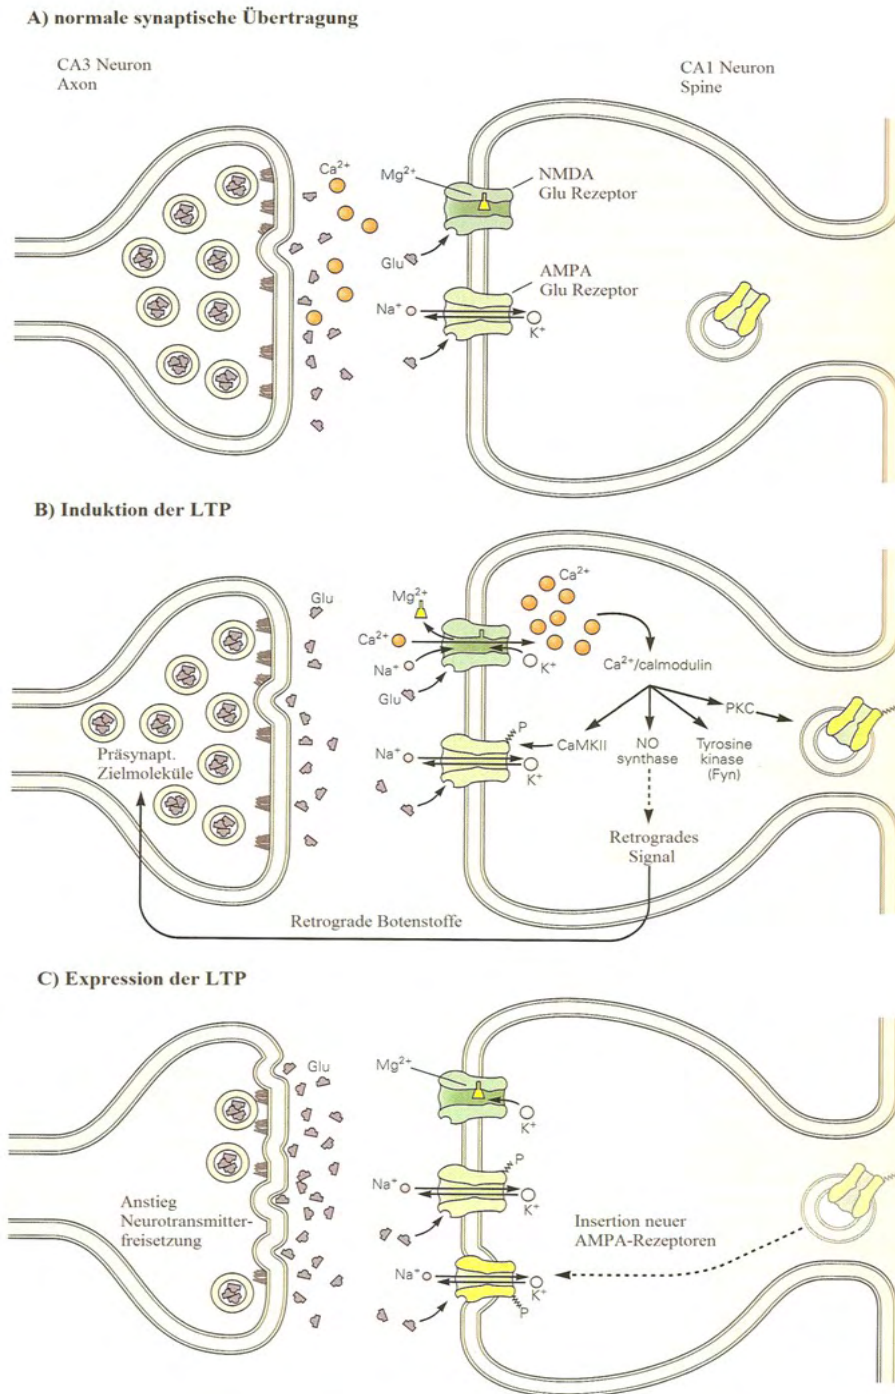 A) normale synaptische Übertragung
CA3 Neuron
Axon
CA1 Neuron
Spine
Ca²⁺
Mg²⁺
NMDA
Glu Rezeptor
Glu
AMPA
Glu Rezeptor
Na⁺
K⁺
B) Induktion der LTP
Glu
Mg²⁺
Ca²⁺
Ca²⁺
Na⁺
K⁺
Glu
Ca²⁺/calmodulin
PKC
P
Präsynapt.
Zielmoleküle
Na⁺
K⁺
CaMKII
NO
synthase
Tyrosine
kinase
(Fyn)
Retrogrades
Signal
Retrograde Botenstoffe
C) Expression der LTP
Glu
Mg²⁺
K⁺
P
Na⁺
K⁺
Anstieg
Neurotransmitter-
freisetzung
Insertion neuer
AMPA-Rezeptoren
Na⁺
K⁺
P